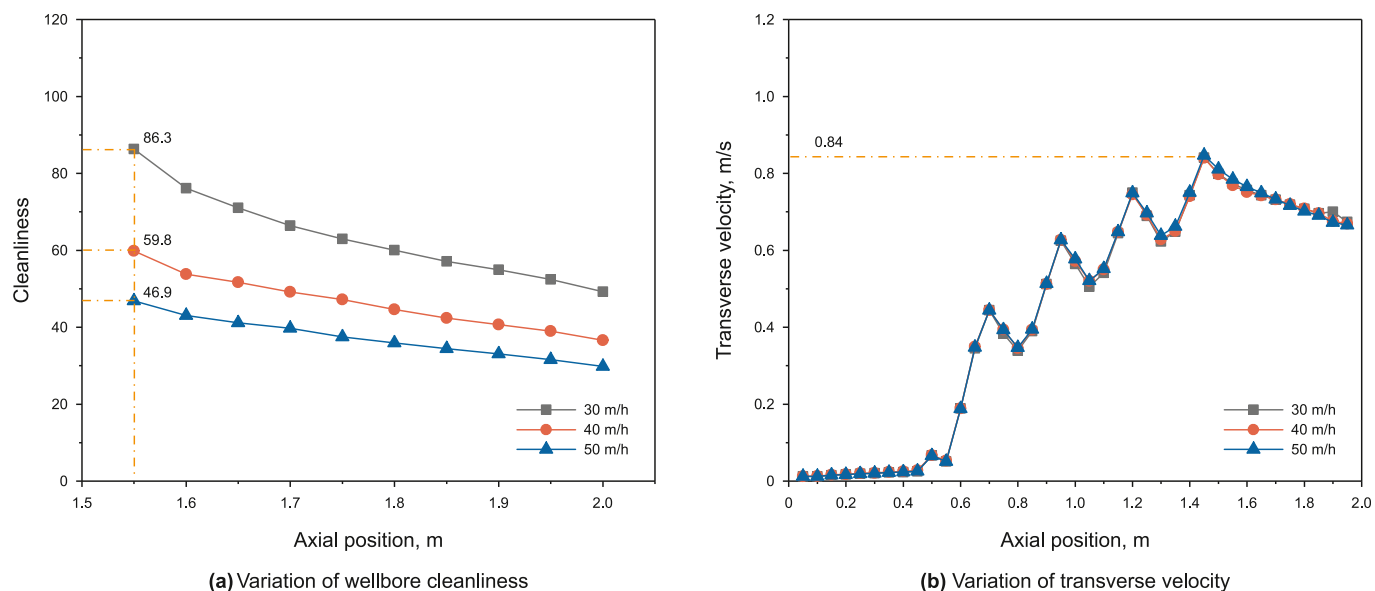 120
100
80
60
40
20
0
Cleanliness
86.3
59.8
46.9
30 m/h
40 m/h
50 m/h
1.5 1.6 1.7 1.8 1.9 2.0
Axial position, m
(a) Variation of wellbore cleanliness
1.2
1.0
0.8
0.6
0.4
0.2
0
Transverse velocity, m/s
0.84
30 m/h
40 m/h
50 m/h
0 0.2 0.4 0.6 0.8 1.0 1.2 1.4 1.6 1.8 2.0
Axial position, m
(b) Variation of transverse velocity